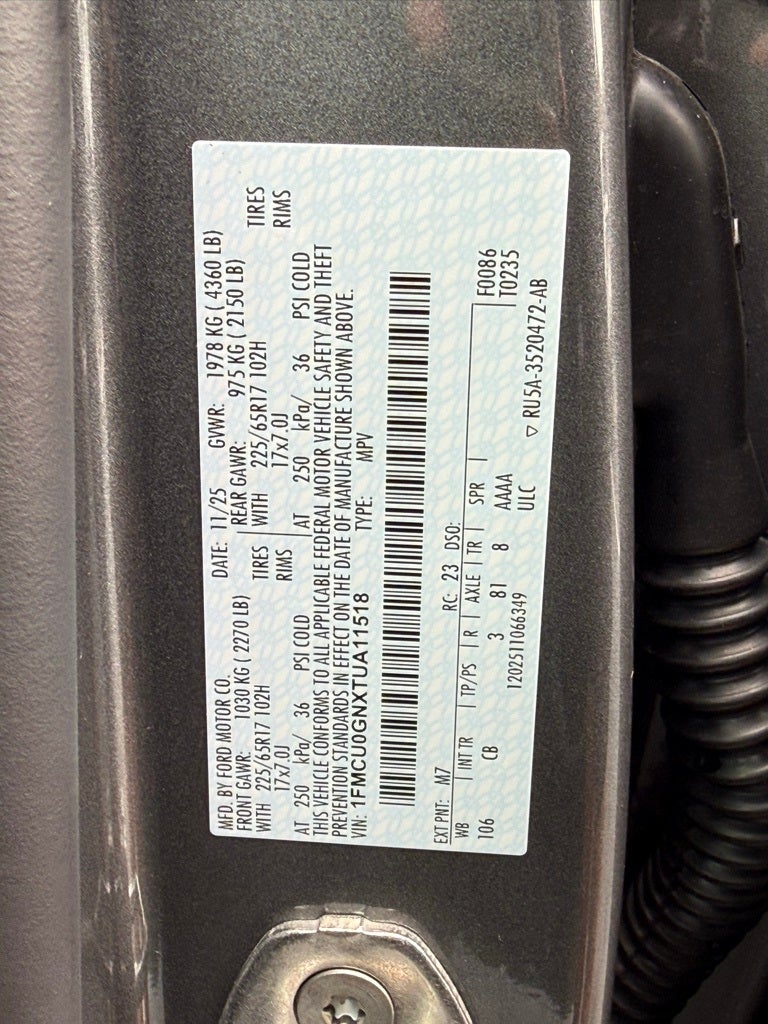 MFD. BY FORD MOTOR CO.
DATE: 11/25 GVWR: 1978 KG ( 4360 LB)
FRONT GAWR: 1030 KG ( 2270 LB)
REAR GAWR: 975 KG ( 2150 LB)
WITH 225/65R17 102H TIRES
WITH 225/65R17 102H TIRES
17x7.0J RIMS
17x7.0J RIMS
AT 250 kPa/ 36 PSI COLD
AT 250 kPa/ 36 PSI COLD
THIS VEHICLE CONFORMS TO ALL APPLICABLE FEDERAL MOTOR VEHICLE SAFETY AND THEFT
PREVENTION STANDARDS IN EFFECT ON THE DATE OF MANUFACTURE SHOWN ABOVE.
VIN: 1FMCU0GNXTUA11518 TYPE: MPV
EXT PNT: M7 RC: 23 DSO:
WB | INT TR | TP/PS | R | AXLE | TR | SPR |
F0086
106 CB 3 81 8 AAAA
T0235
1202511066349 ULC
▽ RU5A-3520472-AB